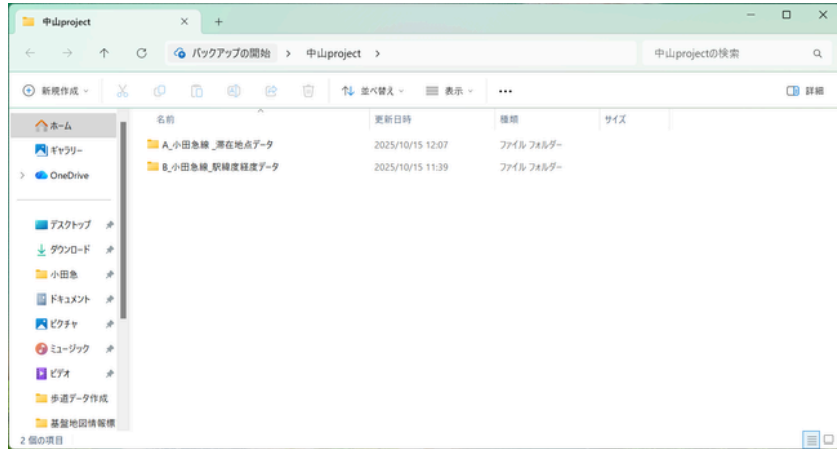 中山project
バックアップの開始 中山project
中山projectの検索
新規作成
並べ替え
表示
詳細
名前 更新日時 種類 サイズ
A_小田急線 _滞在地点データ 2025/10/15 12:07 ファイル フォルダー
B_小田急線_駅緯度経度データ 2025/10/15 11:39 ファイル フォルダー
ホーム
ギャラリー
OneDrive
デスクトップ
ダウンロード
小田急
ドキュメント
ピクチャ
ミュージック
ビデオ
歩道データ作成
基盤地図情報標
2 個の項目